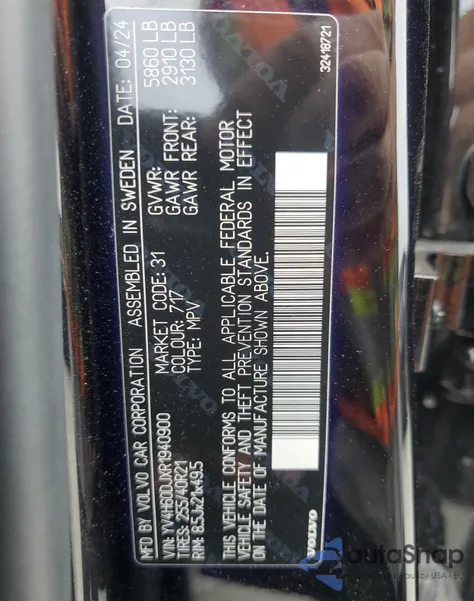 MFD BY VOLVO CAR CORPORATION ASSEMBLED IN SWEDEN DATE: 04/24
VIN: YV4H60DJXR1940900
TIRES: 255/40R21
RIM: 8.5Jx21x49.5
MARKET CODE: 31
COLOUR: 717
TYPE: MPV
GVWR: 5860 LB
GAWR FRONT: 2910 LB
GAWR REAR: 3130 LB
THIS VEHICLE CONFORMS TO ALL APPLICABLE FEDERAL MOTOR
VEHICLE SAFETY AND THEFT PREVENTION STANDARDS IN EFFECT
ON THE DATE OF MANUFACTURE SHOWN ABOVE.
VOLVO
32418721
autoSnap